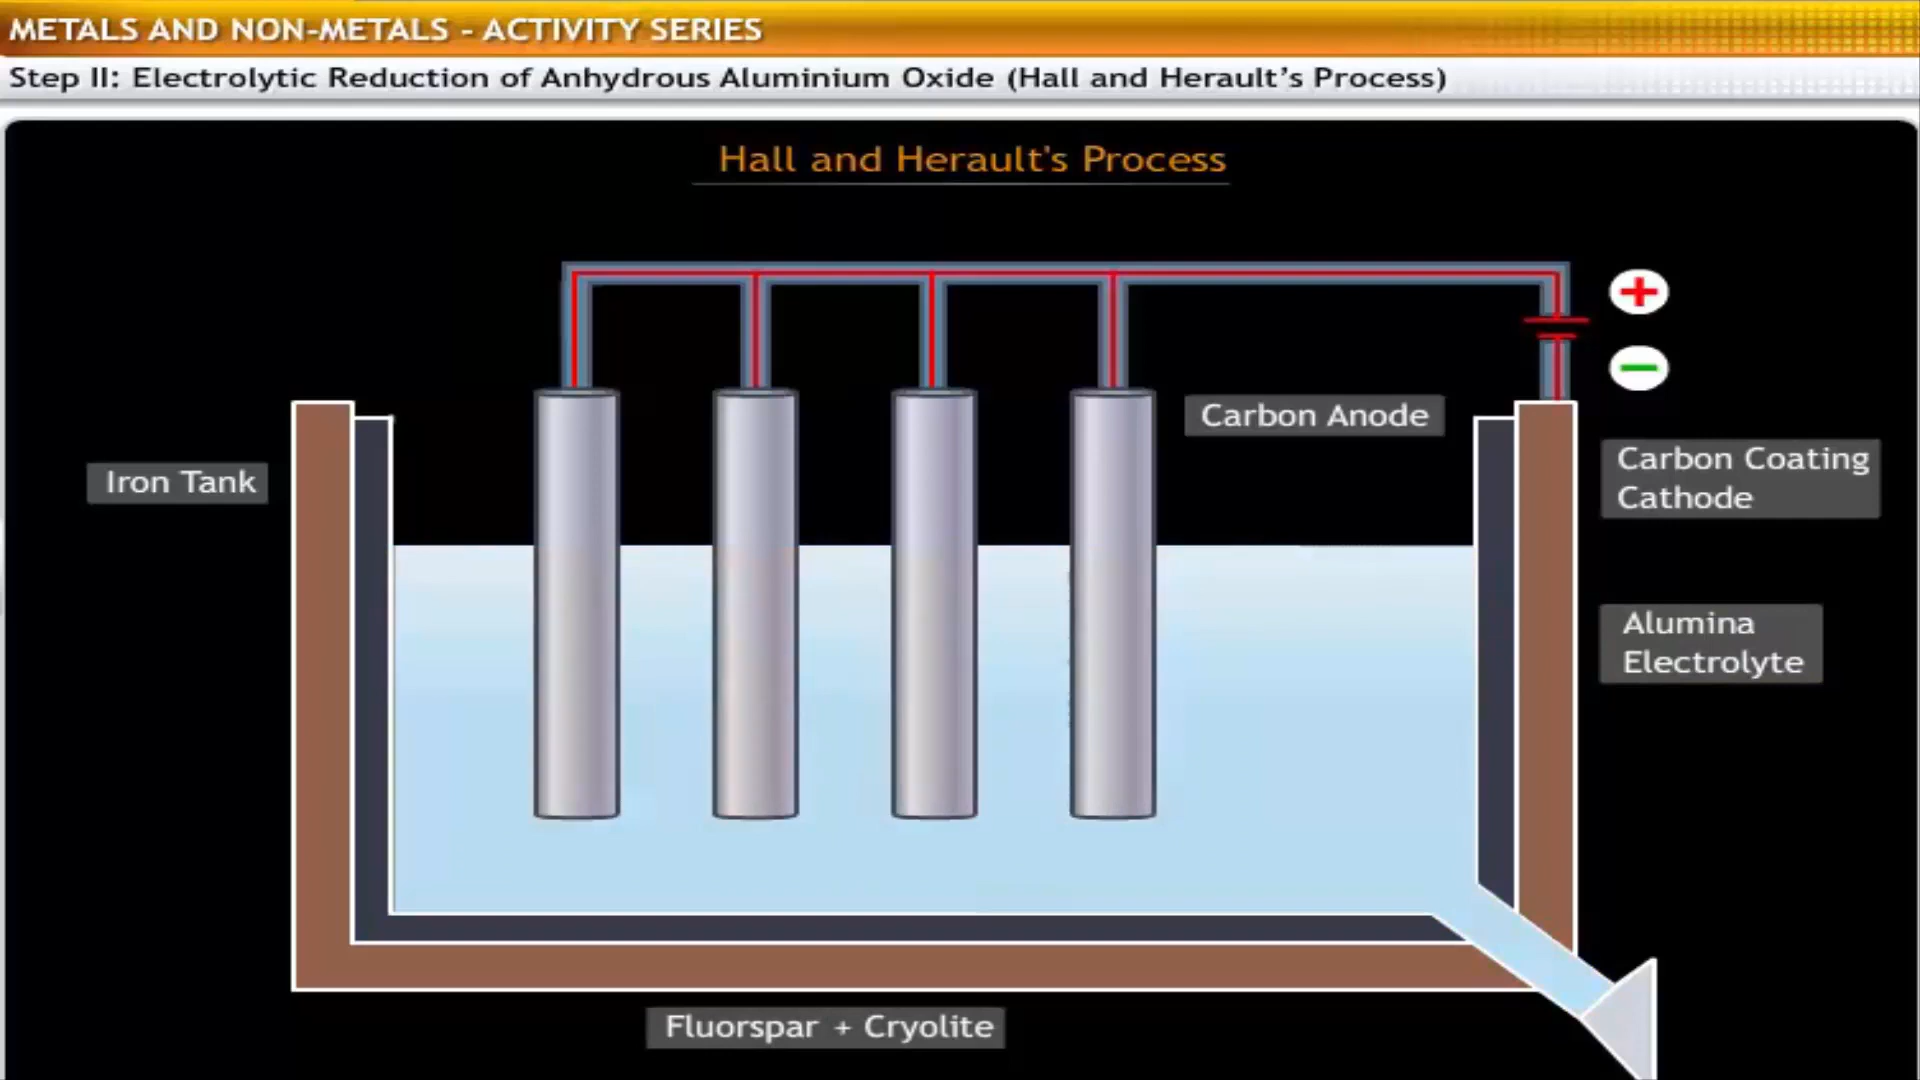 METALS AND NON-METALS - ACTIVITY SERIES
Step II: Electrolytic Reduction of Anhydrous Aluminium Oxide (Hall and Herault's Process)
Hall and Herault's Process
+
−
Carbon Anode
Iron Tank
Carbon Coating
Cathode
Alumina
Electrolyte
Fluorspar + Cryolite